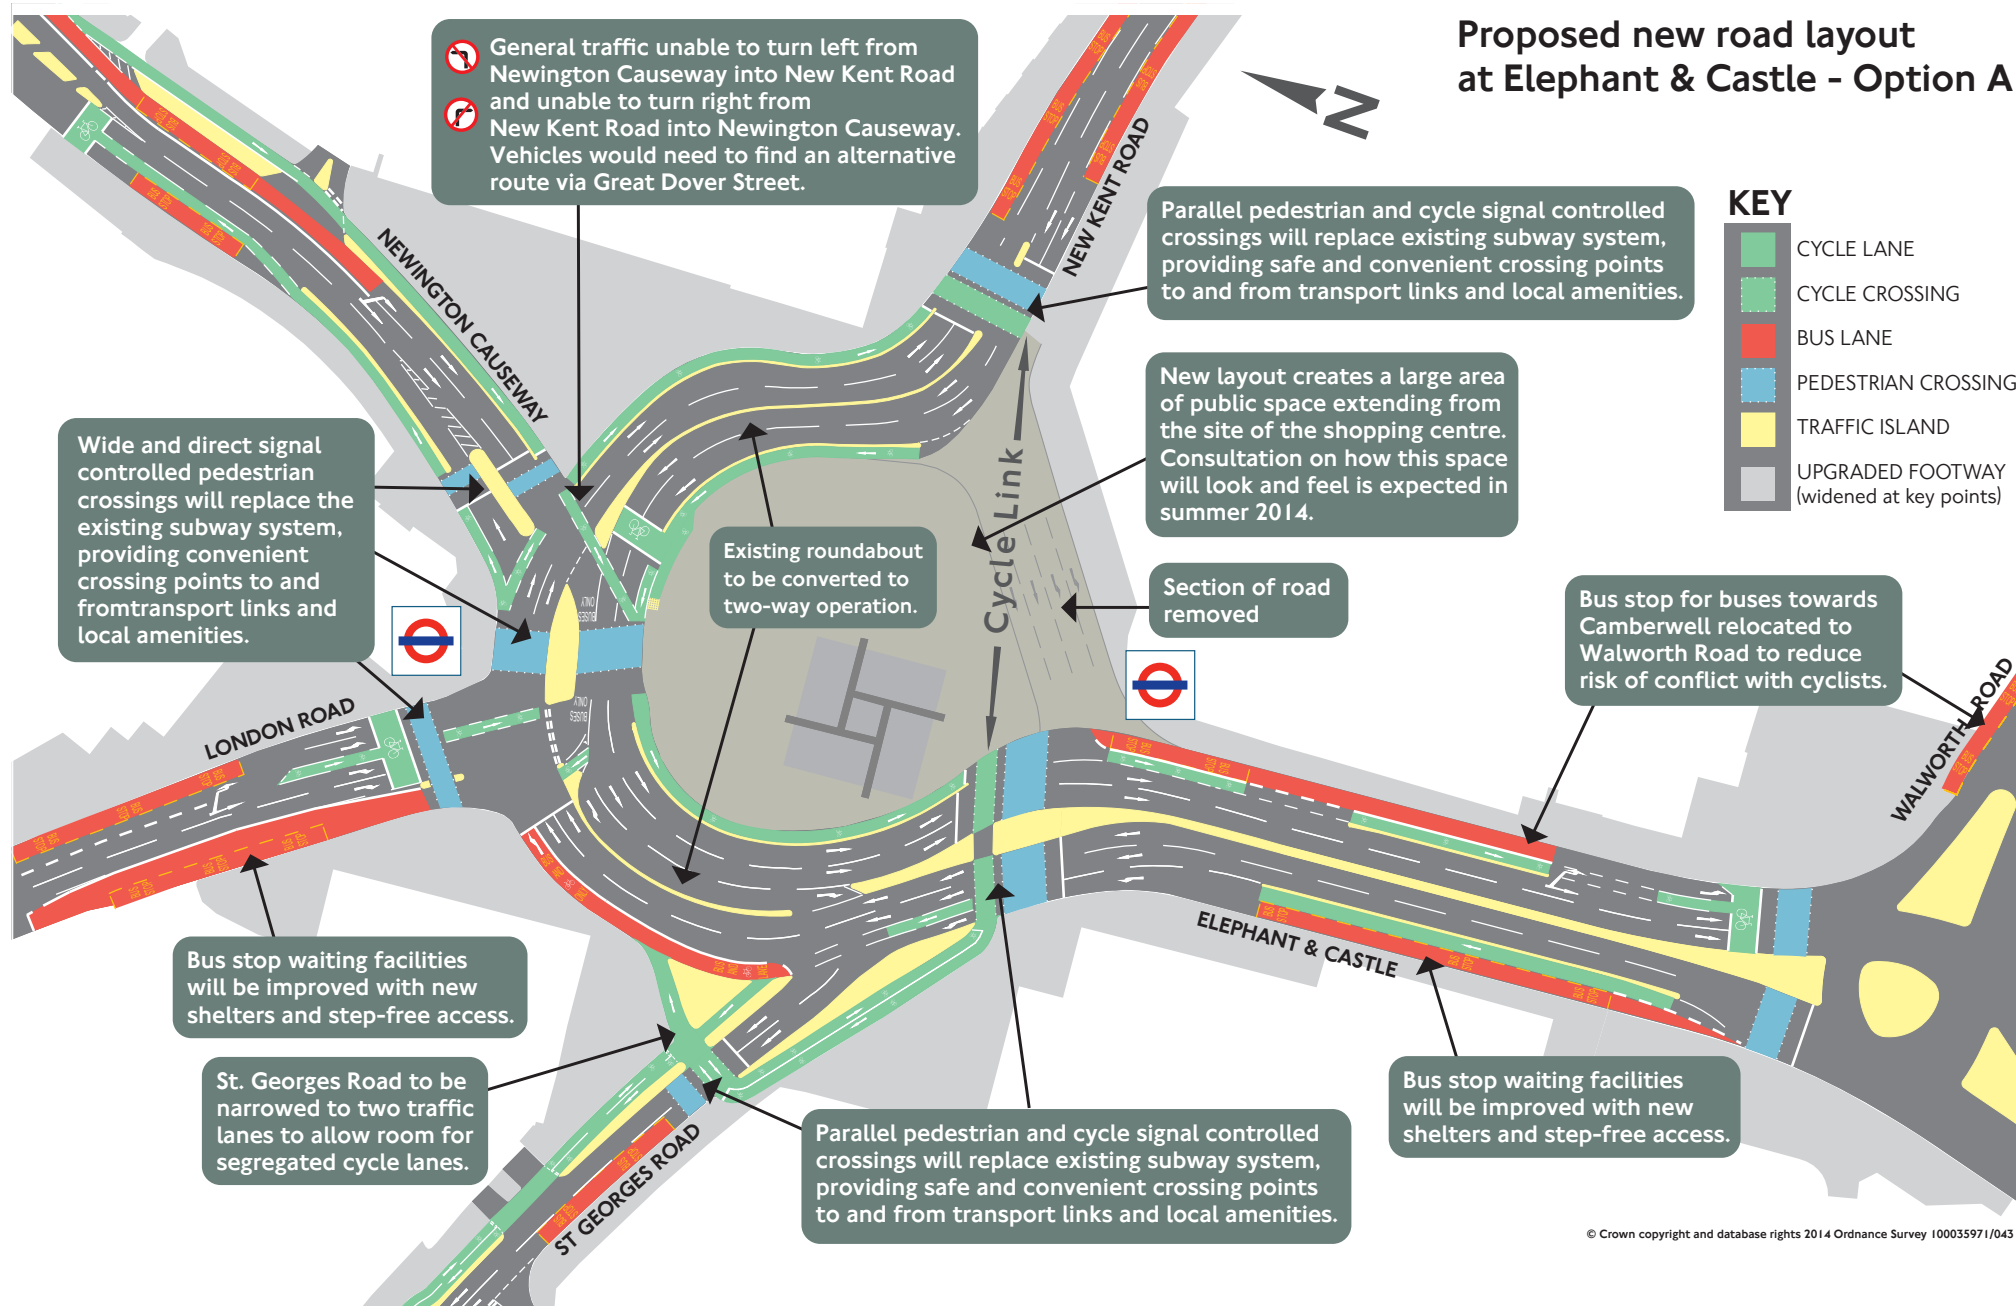 Proposed new road layout
at Elephant & Castle - Option A
General traffic unable to turn left from
Newington Causeway into New Kent Road
and unable to turn right from
New Kent Road into Newington Causeway.
Vehicles would need to find an alternative
route via Great Dover Street.
N
KEY
CYCLE LANE
CYCLE CROSSING
BUS LANE
PEDESTRIAN CROSSING
TRAFFIC ISLAND
UPGRADED FOOTWAY
(widened at key points)
NEW KENT ROAD
Parallel pedestrian and cycle signal controlled
crossings will replace existing subway system,
providing safe and convenient crossing points
to and from transport links and local amenities.
NEWINGTON CAUSEWAY
New layout creates a large area
of public space extending from
the site of the shopping centre.
Consultation on how this space
will look and feel is expected in
summer 2014.
Wide and direct signal
controlled pedestrian
crossings will replace the
existing subway system,
providing convenient
crossing points to and
fromtransport links and
local amenities.
Cycle Link
Existing roundabout
to be converted to
two-way operation.
Section of road
removed
Bus stop for buses towards
Camberwell relocated to
Walworth Road to reduce
risk of conflict with cyclists.
BUSES
ONLY
BUSES
ONLY
LONDON ROAD
WALWORTH ROAD
BUS
STOP
BUS
STOP
BUS
STOP
BUS
STOP
BUS
STOP
ELEPHANT & CASTLE
Bus stop waiting facilities
will be improved with new
shelters and step-free access.
St. Georges Road to be
narrowed to two traffic
lanes to allow room for
segregated cycle lanes.
ST GEORGES ROAD
Parallel pedestrian and cycle signal controlled
crossings will replace existing subway system,
providing safe and convenient crossing points
to and from transport links and local amenities.
Bus stop waiting facilities
will be improved with new
shelters and step-free access.
© Crown copyright and database rights 2014 Ordnance Survey 100035971/043